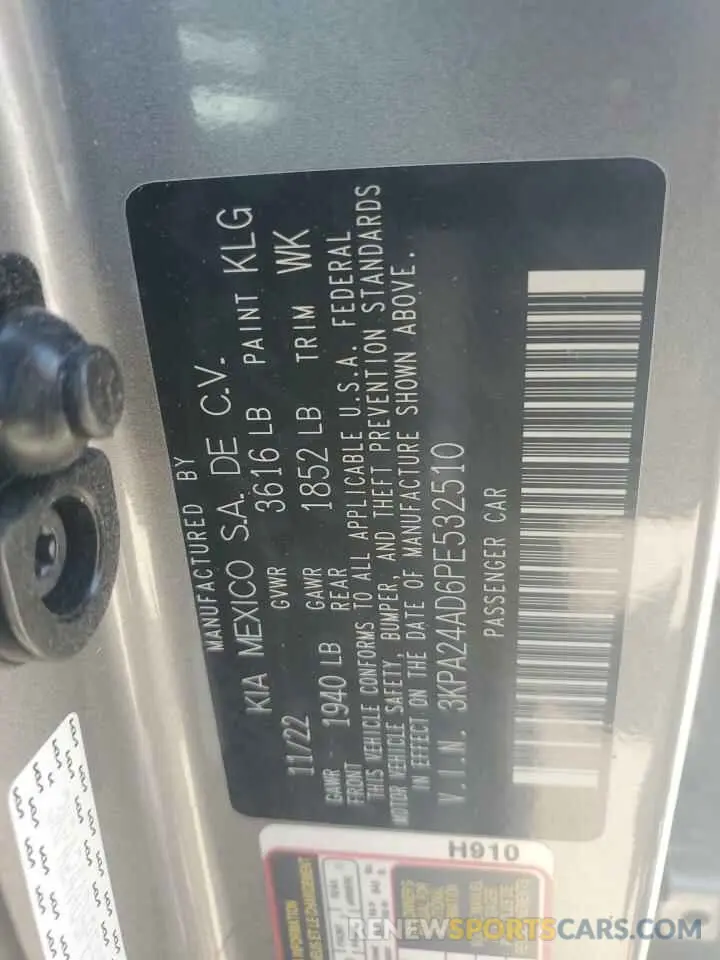 MANUFACTURED BY
KIA MEXICO S.A. DE C.V.
11/22 GVWR 3616 LB PAINT KLG
GAWR FRONT 1940 LB GAWR REAR 1852 LB TRIM WK
THIS VEHICLE CONFORMS TO ALL APPLICABLE U.S.A. FEDERAL
MOTOR VEHICLE SAFETY, BUMPER, AND THEFT PREVENTION STANDARDS
IN EFFECT ON THE DATE OF MANUFACTURE SHOWN ABOVE.
V.I.N. 3KPA24AD6PE532510
PASSENGER CAR
H910
RENEWSPORTSCARS.COM